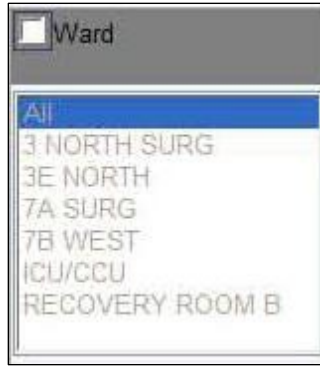 Ward
All
3 NORTH SURG
3E NORTH
7A SURG
7B WEST
ICU/CCU
RECOVERY ROOM B